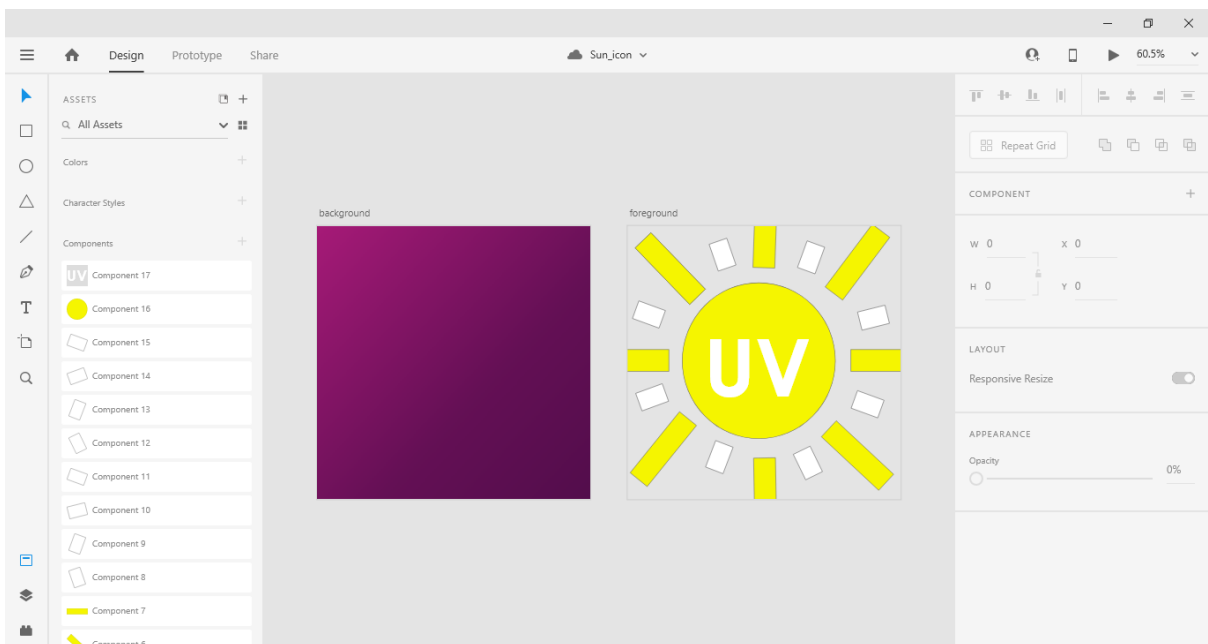 Design Prototype Share
Sun_icon
60.5%
ASSETS
All Assets
Colors
Character Styles
Components
UV Component 17
Component 16
Component 15
Component 14
Component 13
Component 12
Component 11
Component 10
Component 9
Component 8
Component 7
Component 6
background
foreground
UV
Repeat Grid
COMPONENT
W 0 X 0
H 0 Y 0
LAYOUT
Responsive Resize
APPEARANCE
Opacity
0%